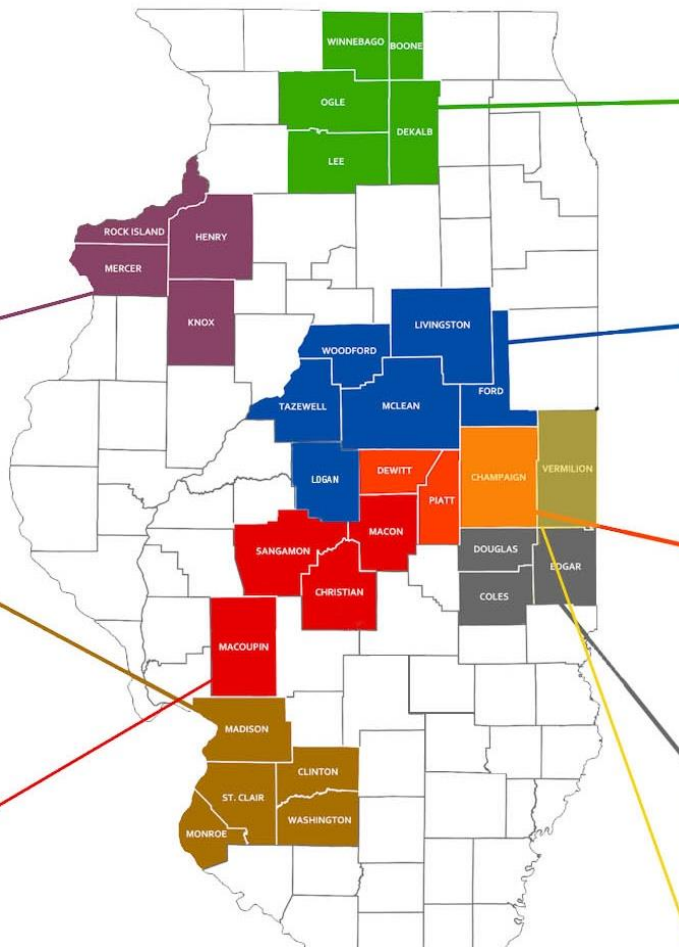 WINNEBAGO
BOONE
OGLE
DEKALB
LEE
ROCK ISLAND
HENRY
MERCER
KNOX
LIVINGSTON
WOODFORD
FORD
TAZEWELL
MCLEAN
DEWITT
CHAMPAIGN
VERMILION
LOGAN
PIATT
MACON
SANGAMON
DOUGLAS
EDGAR
CHRISTIAN
COLES
MACOUPIN
MADISON
CLINTON
ST. CLAIR
WASHINGTON
MONROE